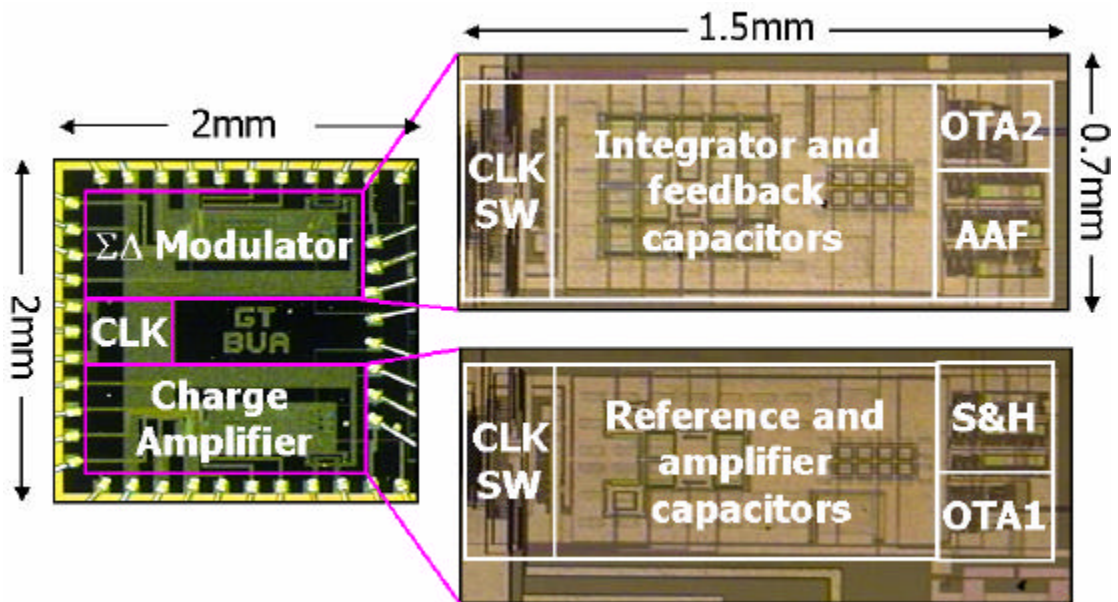 2mm
2mm
ΣΔ Modulator
CLK
GT
BUA
Charge
Amplifier
1.5mm
0.7mm
CLK
SW
Integrator and
feedback
capacitors
OTA2
AAF
CLK
SW
Reference and
amplifier
capacitors
S&H
OTA1